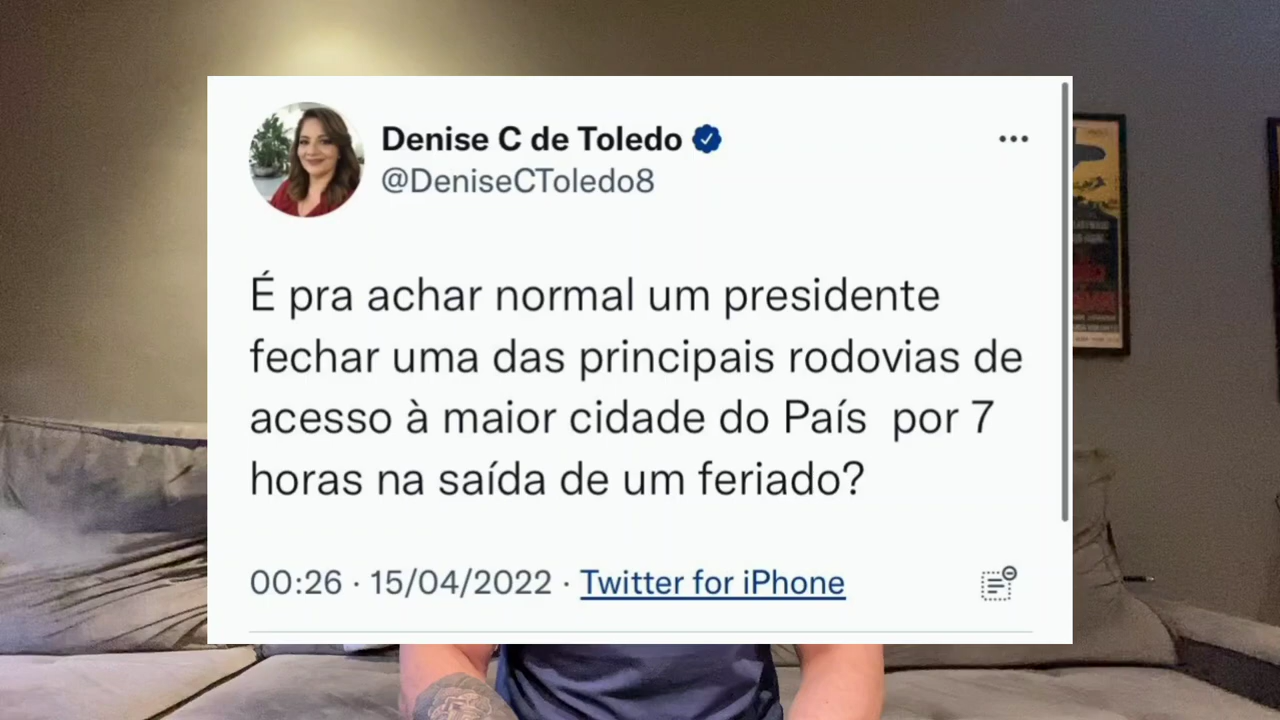 Denise C de Toledo
@DeniseCToledo8
É pra achar normal um presidente
fechar uma das principais rodovias de
acesso à maior cidade do País  por 7
horas na saída de um feriado?
00:26 · 15/04/2022 · Twitter for iPhone